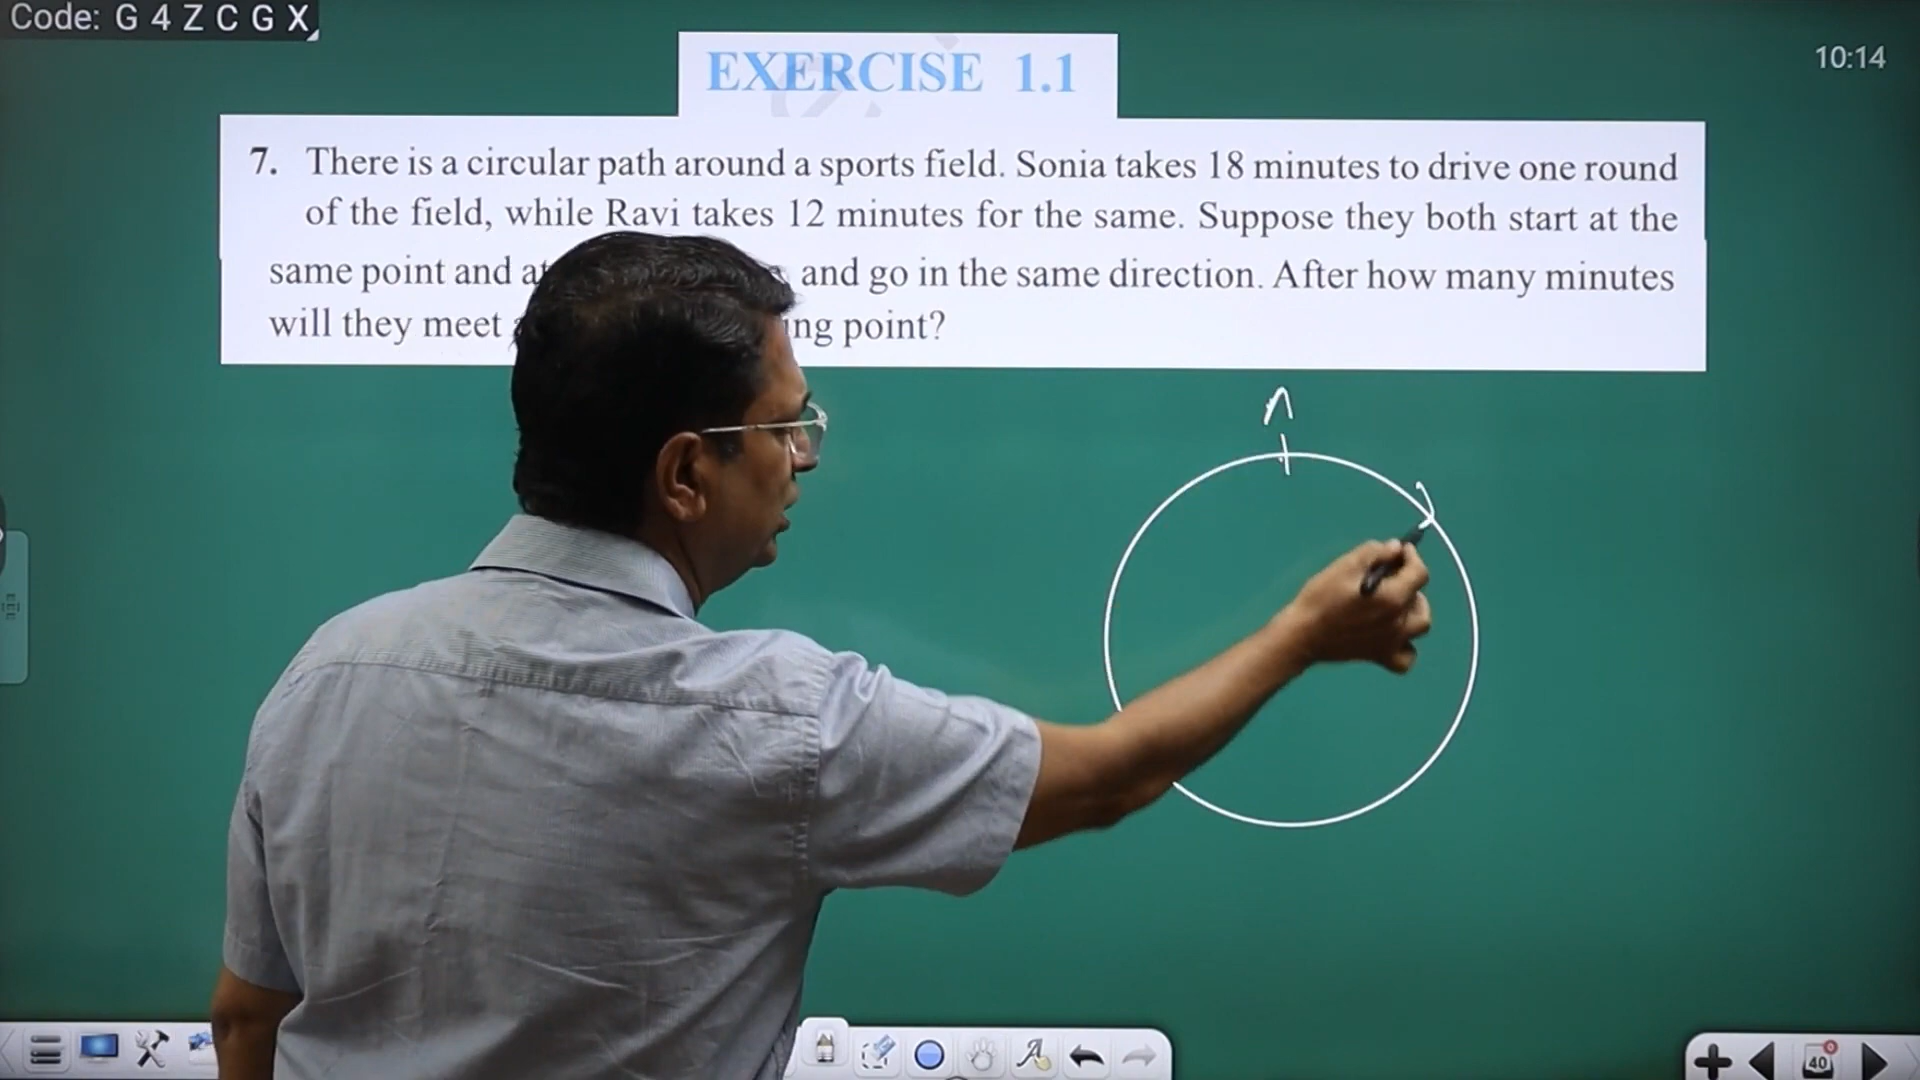 Code: G 4 Z C G X
10:14
EXERCISE 1.1
7. There is a circular path around a sports field. Sonia takes 18 minutes to drive one round
of the field, while Ravi takes 12 minutes for the same. Suppose they both start at the
same point and and go in the same direction. After how many minutes
will they meet point?
40